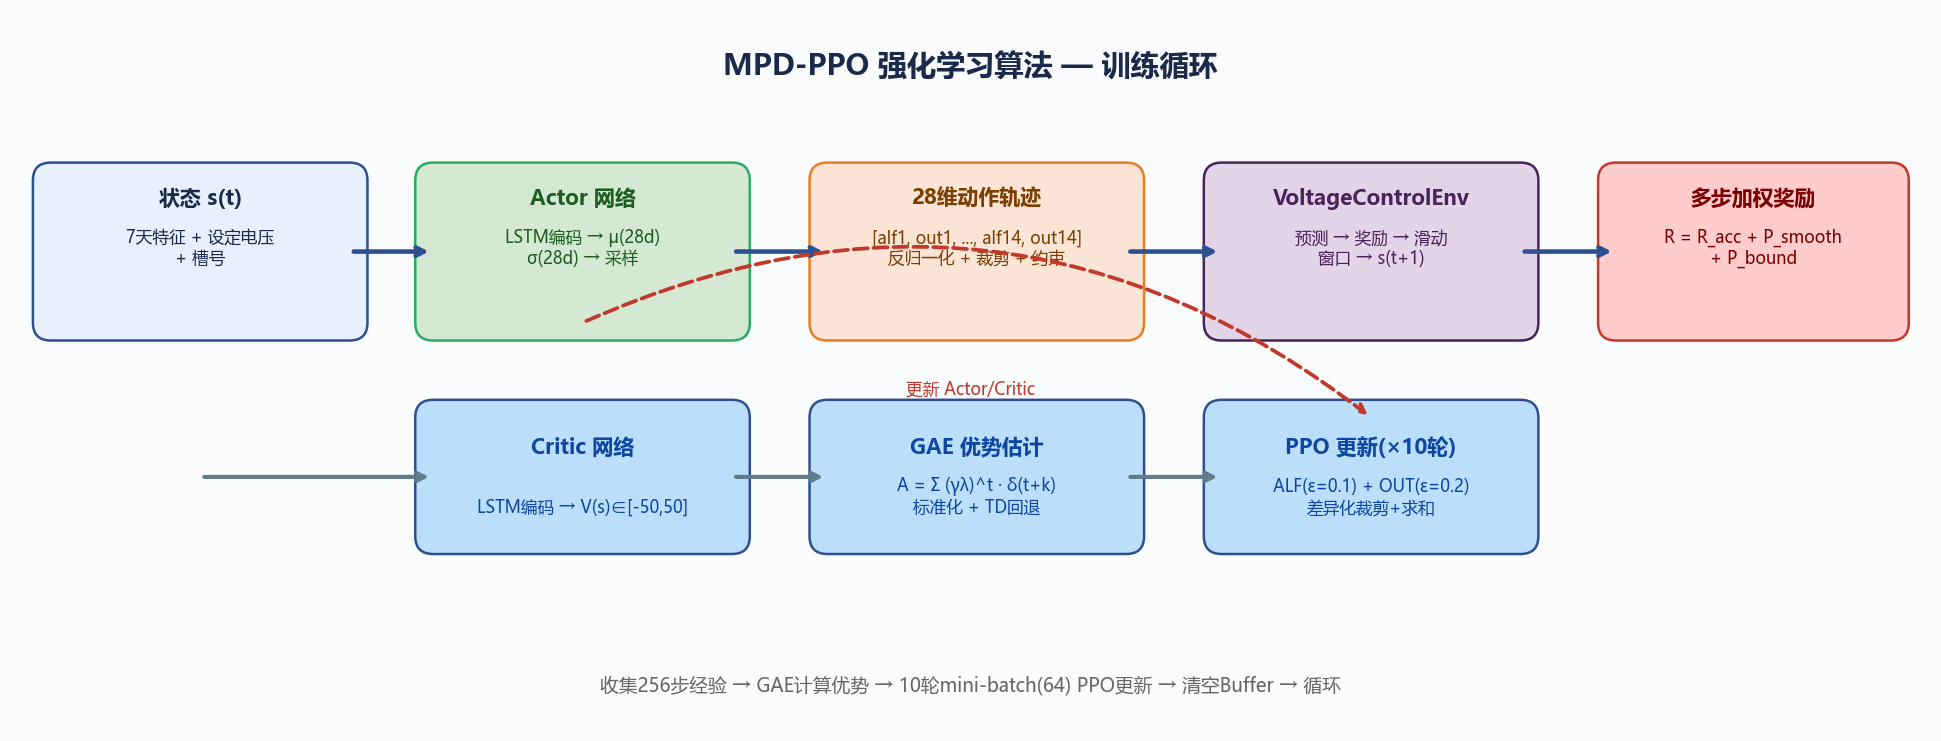 MPD-PPO 强化学习算法 — 训练循环
状态 s(t)
7天特征 + 设定电压
+ 槽号
Actor 网络
LSTM编码 → μ(28d)
σ(28d) → 采样
28维动作轨迹
[alf1, out1, ..., alf14, out14]
反归一化 + 裁剪 + 约束
VoltageControlEnv
预测 → 奖励 → 滑动
窗口 → s(t+1)
多步加权奖励
R = R_acc + P_smooth
+ P_bound
更新 Actor/Critic
Critic 网络
LSTM编码 → V(s)∈[-50,50]
GAE 优势估计
A = Σ (γλ)^t · δ(t+k)
标准化 + TD回退
PPO 更新(×10轮)
ALF(ε=0.1) + OUT(ε=0.2)
差异化裁剪+求和
收集256步经验 → GAE计算优势 → 10轮mini-batch(64) PPO更新 → 清空Buffer → 循环